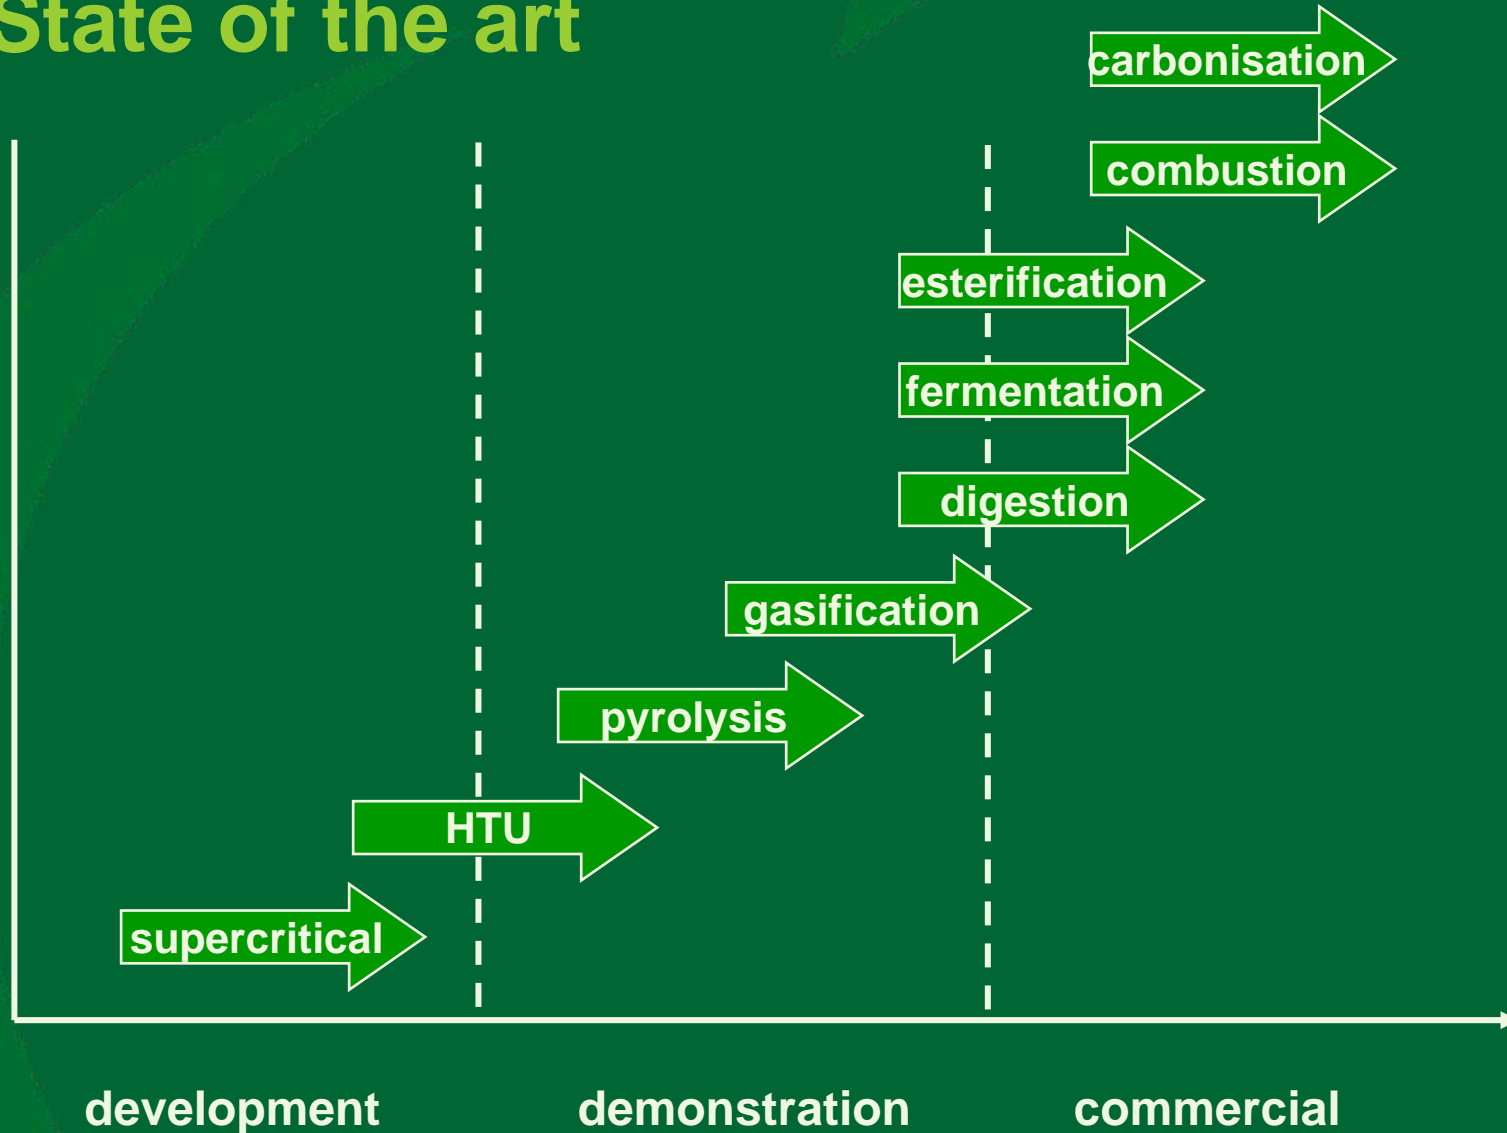 State of the art
carbonisation
combustion
esterification
fermentation
digestion
gasification
pyrolysis
HTU
supercritical
development demonstration commercial